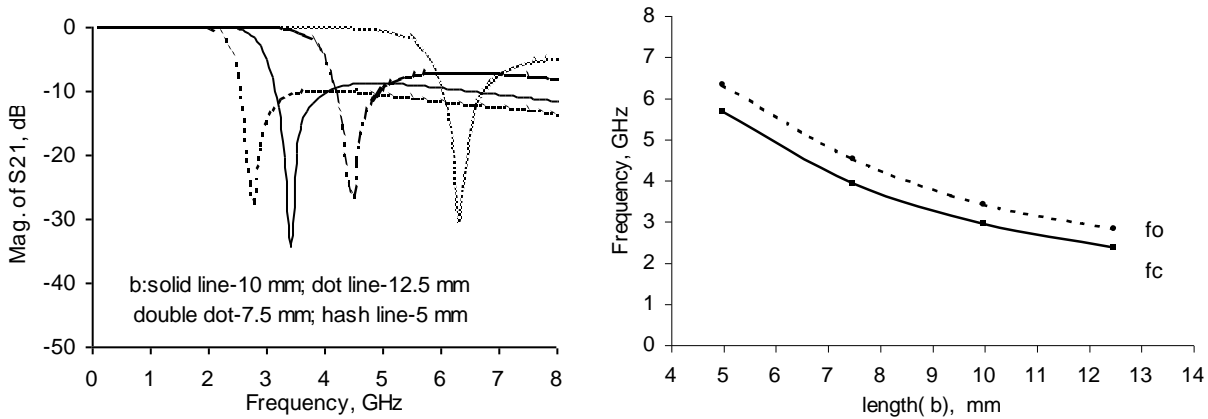 0
-10
-20
-30
-40
-50
Mag. of S21, dB
b:solid line-10 mm; dot line-12.5 mm
double dot-7.5 mm; hash line-5 mm
0 1 2 3 4 5 6 7 8
Frequency, GHz
8
7
6
5
4
3
2
1
0
Frequency, GHz
fo
fc
4 5 6 7 8 9 10 11 12 13 14
length( b), mm